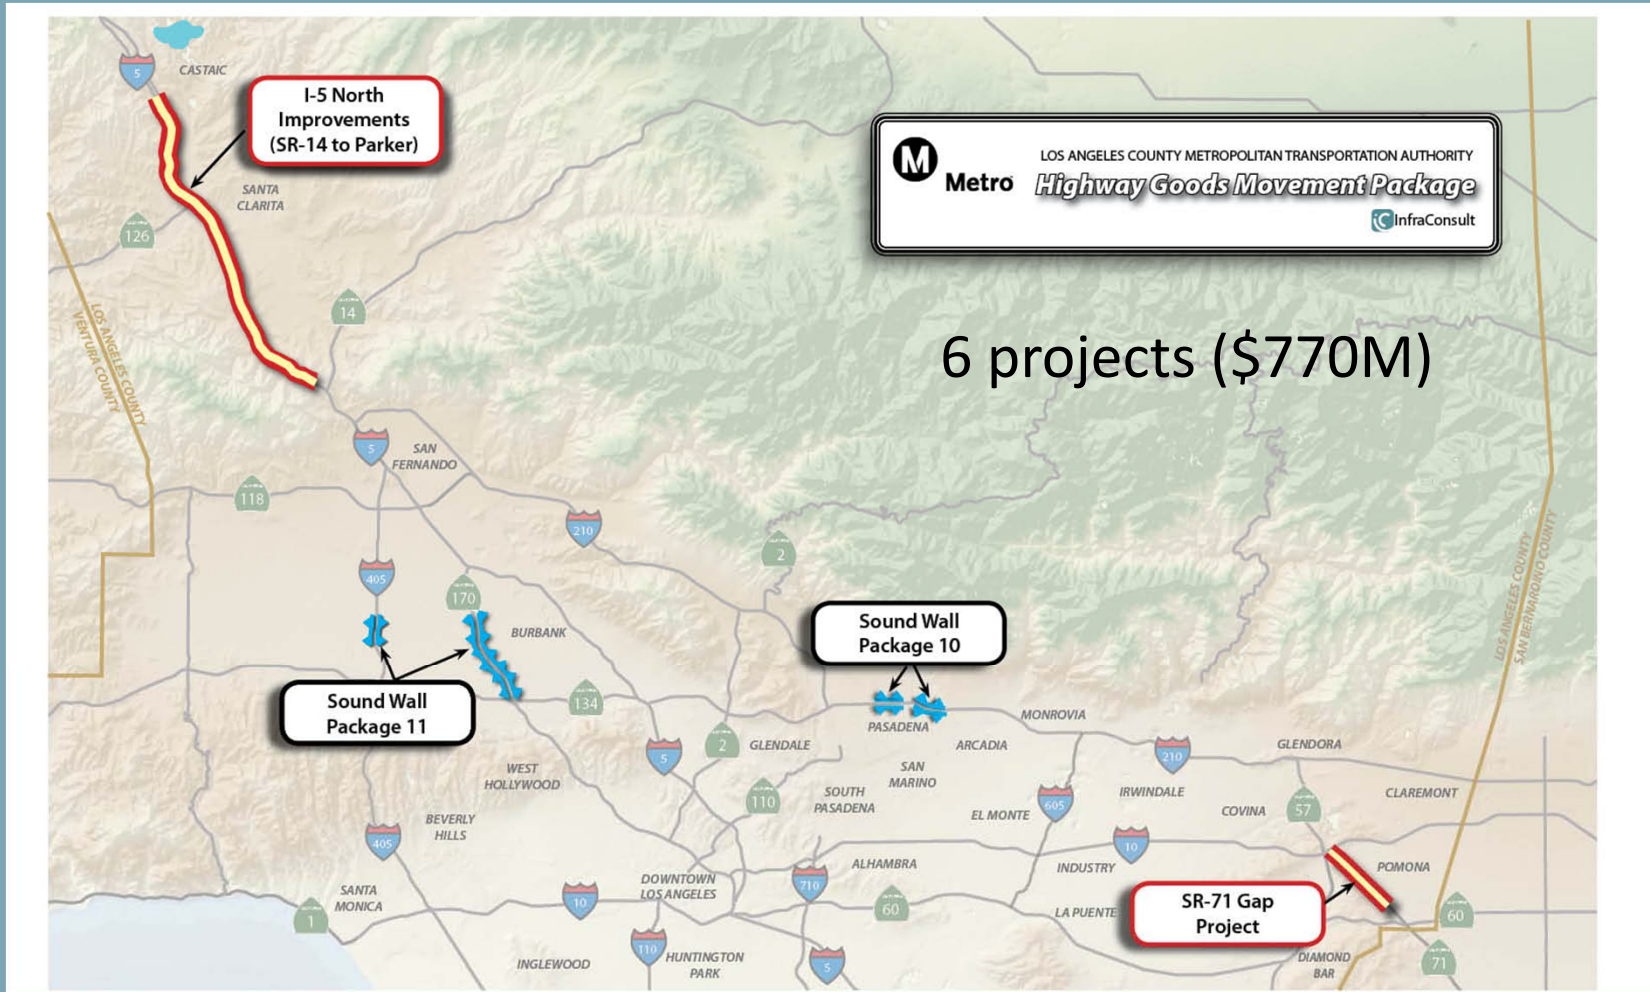 5
CASTAIC
I-5 North
Improvements
(SR-14 to Parker)
M
Metro
LOS ANGELES COUNTY METROPOLITAN TRANSPORTATION AUTHORITY
Highway Goods Movement Package
iC InfraConsult
SANTA
CLARITA
126
14
LOS ANGELES COUNTY
VENTURA COUNTY
6 projects ($770M)
5
SAN
FERNANDO
118
210
2
405
170
BURBANK
LOS ANGELES COUNTY
SAN BERNARDINO COUNTY
Sound Wall
Package 10
Sound Wall
Package 11
134
PASADENA
MONROVIA
5
2
GLENDALE
ARCADIA
210
GLENDORA
WEST
HOLLYWOOD
SAN
MARINO
110
SOUTH
PASADENA
605
IRWINDALE
57
CLAREMONT
BEVERLY
HILLS
EL MONTE
COVINA
405
10
ALHAMBRA
INDUSTRY
POMONA
DOWNTOWN
LOS ANGELES
710
SANTA
MONICA
10
60
LA PUENTE
SR-71 Gap
Project
60
1
110
HUNTINGTON
PARK
INGLEWOOD
5
DIAMOND
BAR
71